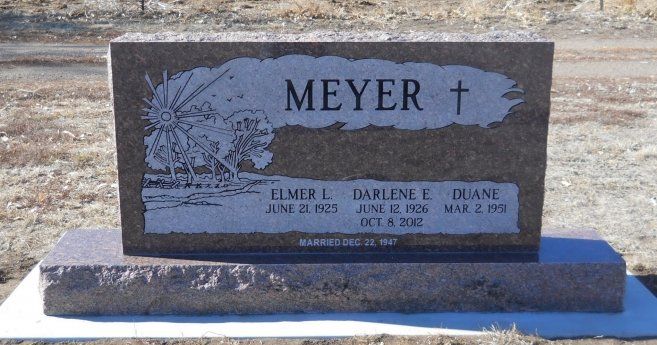 MEYER †
ELMER L. DARLENE E. DUANE
JUNE 21, 1925 JUNE 12, 1926 MAR. 2, 1951
OCT. 8, 2012
MARRIED DEC. 22, 1947